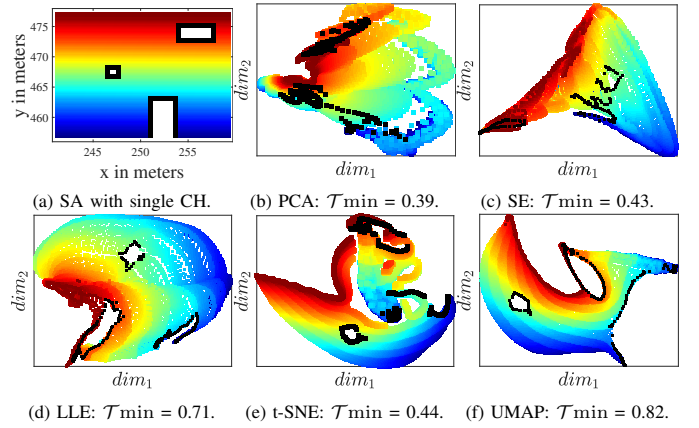 475
470
465
460
y in meters
245
250
255
x in meters
dim₂
dim₁
dim₂
dim₁
(a) SA with single CH.
(b) PCA: 𝒯min = 0.39.
(c) SE: 𝒯min = 0.43.
dim₂
dim₁
dim₂
dim₁
dim₂
dim₁
(d) LLE: 𝒯min = 0.71.
(e) t-SNE: 𝒯min = 0.44.
(f) UMAP: 𝒯min = 0.82.